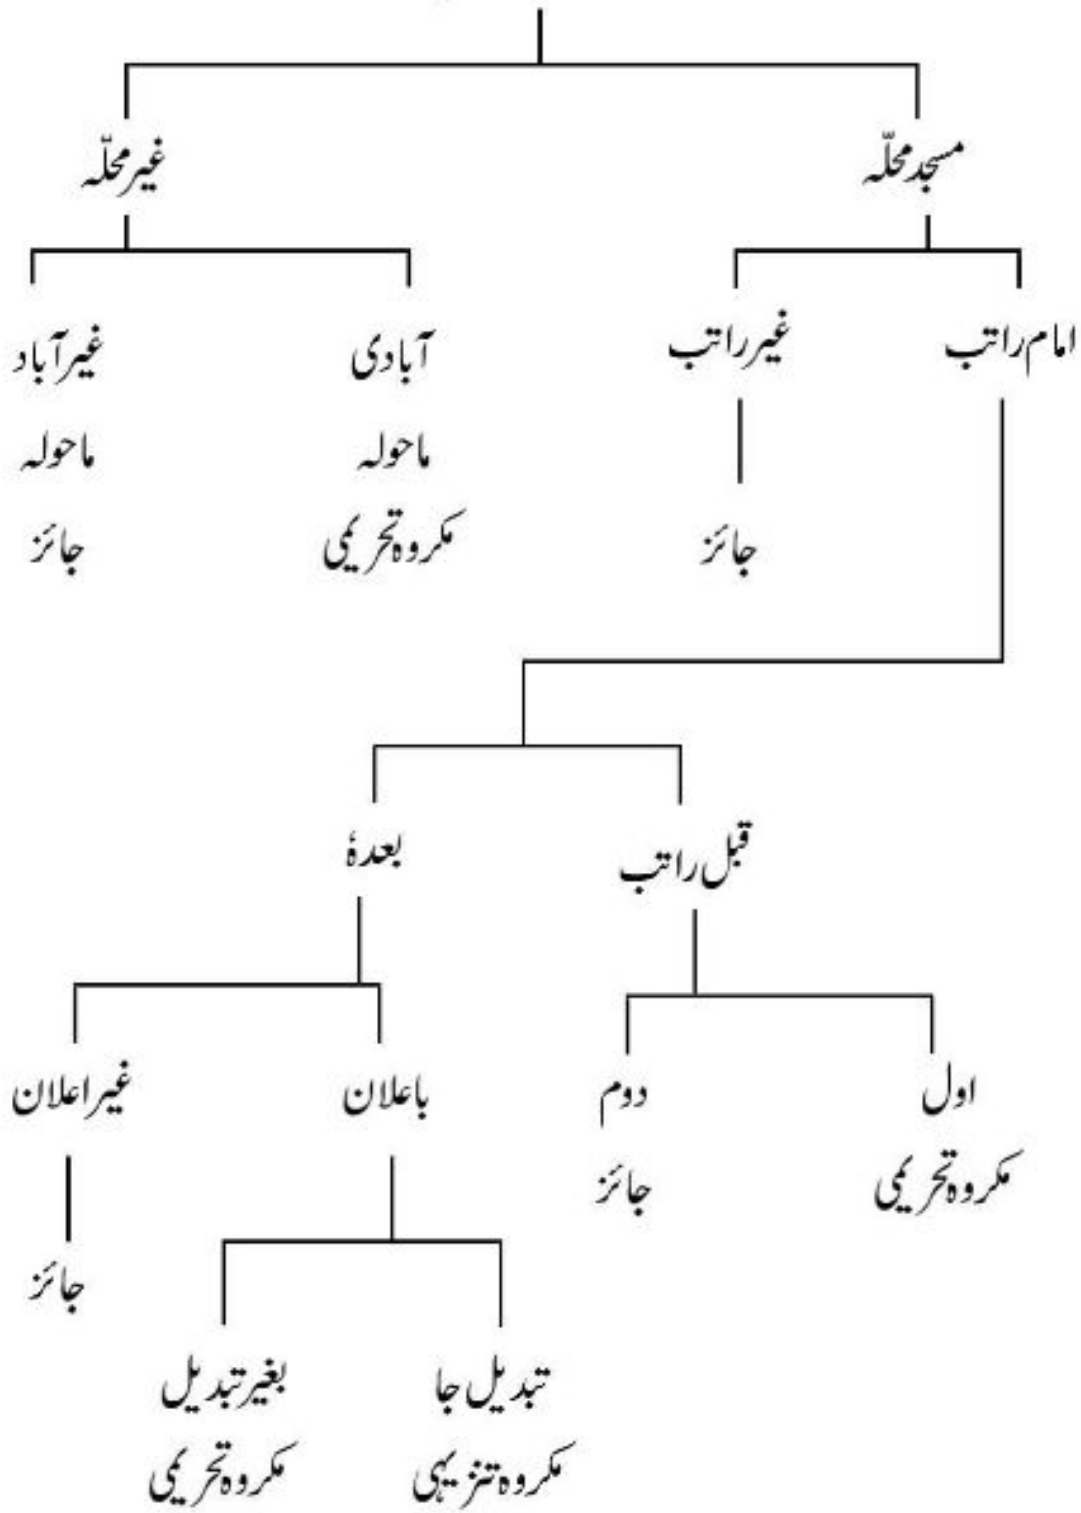 مسجد محلّہ
غیر محلّہ
امام راتب
غیر راتب
آبادی
غیر آباد
ماحولہ
ماحولہ
جائز
مکروہ تحریمی
جائز
قبل راتب
بعدہٗ
اول
دوم
باعلان
غیر اعلان
مکروہ تحریمی
جائز
جائز
تبدیل جا
بغیر تبدیل
مکروہ تنزیہی
مکروہ تحریمی